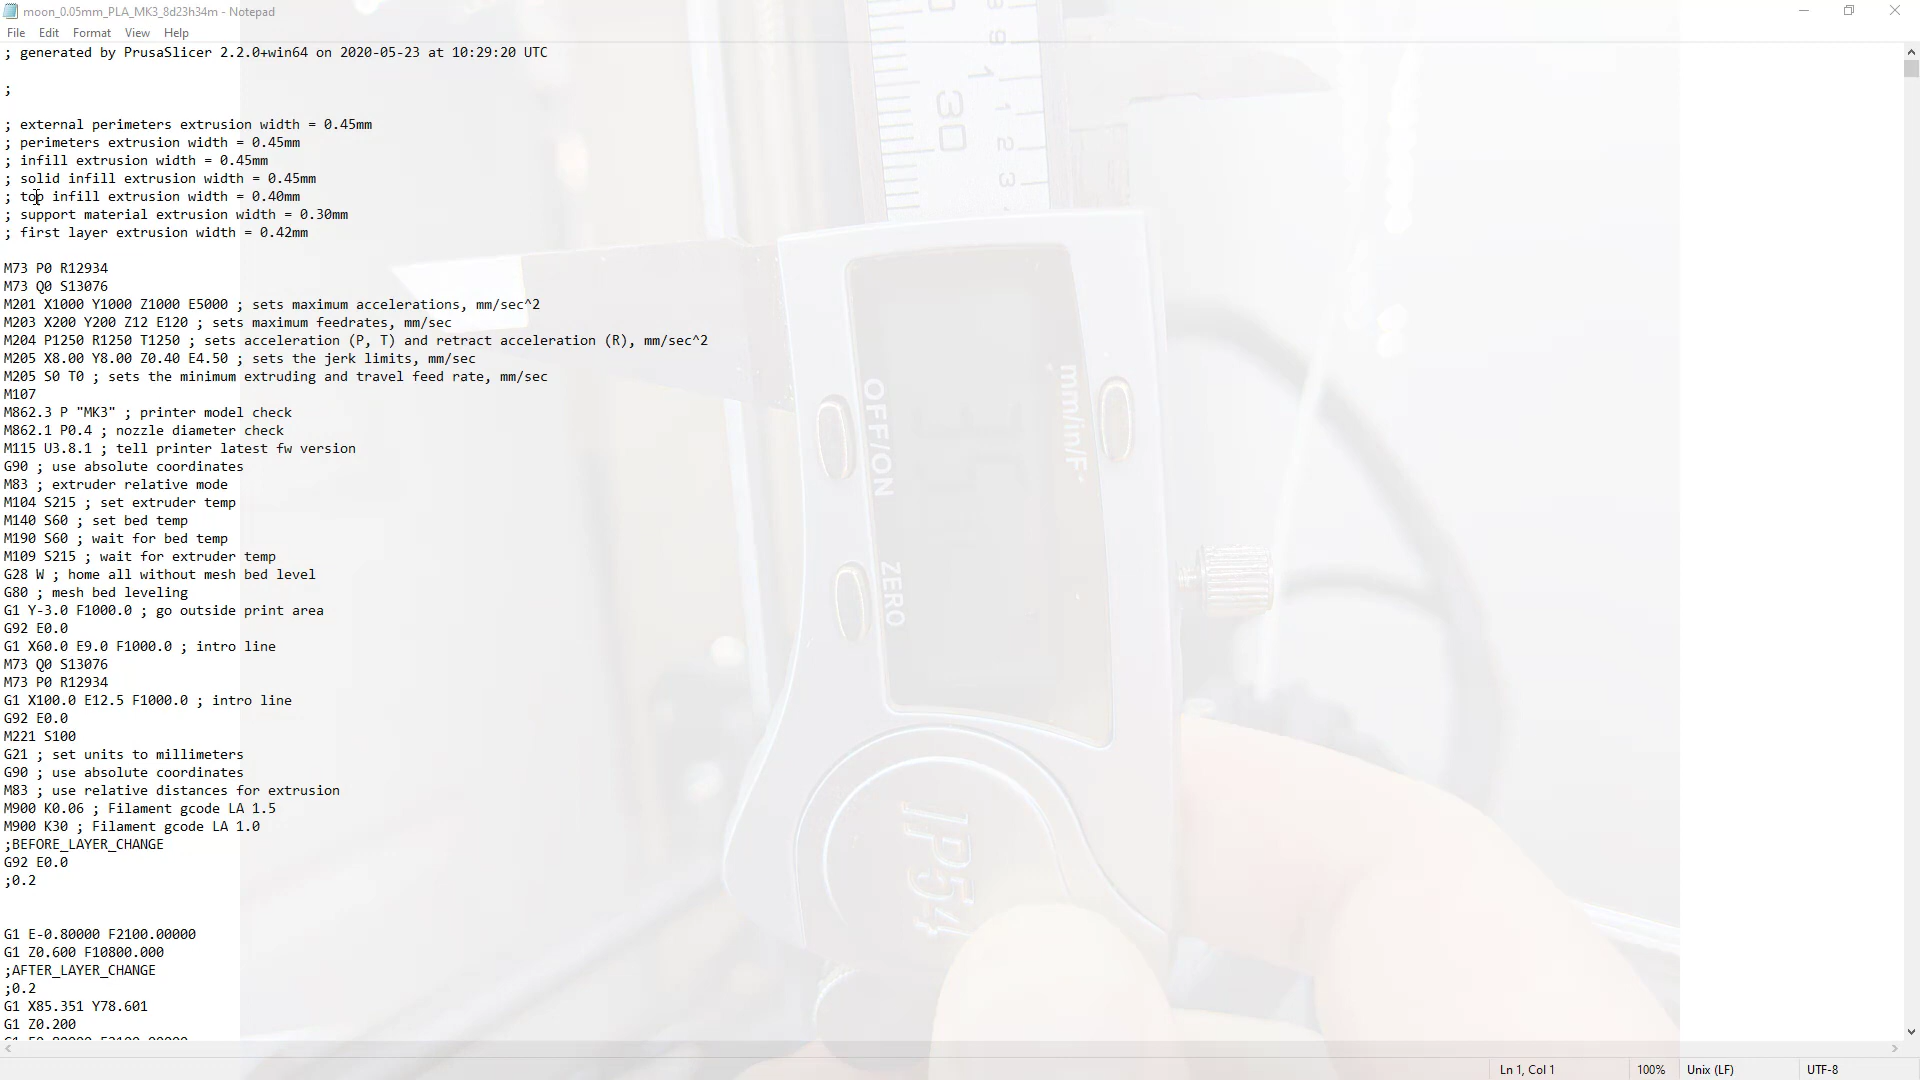 moon_0.05mm_PLA_MK3_8d23h34m - Notepad
File Edit Format View Help
; generated by PrusaSlicer 2.2.0+win64 on 2020-05-23 at 10:29:20 UTC
;
; external perimeters extrusion width = 0.45mm
; perimeters extrusion width = 0.45mm
; infill extrusion width = 0.45mm
; solid infill extrusion width = 0.45mm
; top infill extrusion width = 0.40mm
; support material extrusion width = 0.30mm
; first layer extrusion width = 0.42mm
M73 P0 R12934
M73 Q0 S13076
M201 X1000 Y1000 Z1000 E5000 ; sets maximum accelerations, mm/sec^2
M203 X200 Y200 Z12 E120 ; sets maximum feedrates, mm/sec
M204 P1250 R1250 T1250 ; sets acceleration (P, T) and retract acceleration (R), mm/sec^2
M205 X8.00 Y8.00 Z0.40 E4.50 ; sets the jerk limits, mm/sec
M205 S0 T0 ; sets the minimum extruding and travel feed rate, mm/sec
M107
M862.3 P "MK3" ; printer model check
M862.1 P0.4 ; nozzle diameter check
M115 U3.8.1 ; tell printer latest fw version
G90 ; use absolute coordinates
M83 ; extruder relative mode
M104 S215 ; set extruder temp
M140 S60 ; set bed temp
M190 S60 ; wait for bed temp
M109 S215 ; wait for extruder temp
G28 W ; home all without mesh bed level
G80 ; mesh bed leveling
G1 Y-3.0 F1000.0 ; go outside print area
G92 E0.0
G1 X60.0 E9.0 F1000.0 ; intro line
M73 Q0 S13076
M73 P0 R12934
G1 X100.0 E12.5 F1000.0 ; intro line
G92 E0.0
M221 S100
G21 ; set units to millimeters
G90 ; use absolute coordinates
M83 ; use relative distances for extrusion
M900 K0.06 ; Filament gcode LA 1.5
M900 K30 ; Filament gcode LA 1.0
;BEFORE_LAYER_CHANGE
G92 E0.0
;0.2
G1 E-0.80000 F2100.00000
G1 Z0.600 F10800.000
;AFTER_LAYER_CHANGE
;0.2
G1 X85.351 Y78.601
G1 Z0.200
Ln 1, Col 1 100% Unix (LF) UTF-8
9
1
30
1
2
3
mm/in/F
OFF/ON
ZERO
IP54